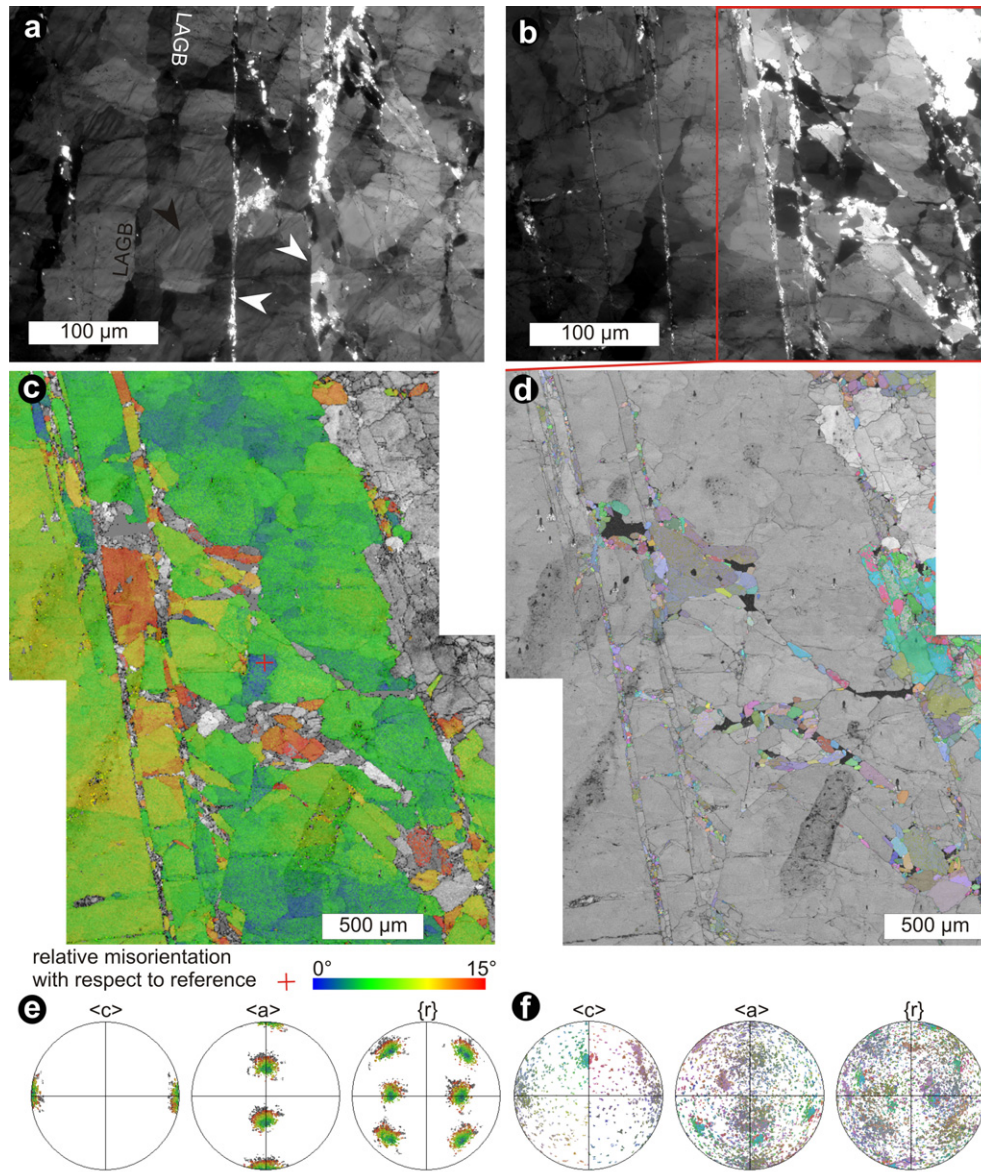 a
LAGB
LAGB
100 µm
b
100 µm
c
500 µm
d
500 µm
relative misorientation
with respect to reference
0°
15°
e
<c>
<a>
{r}
f
<c>
<a>
{r}